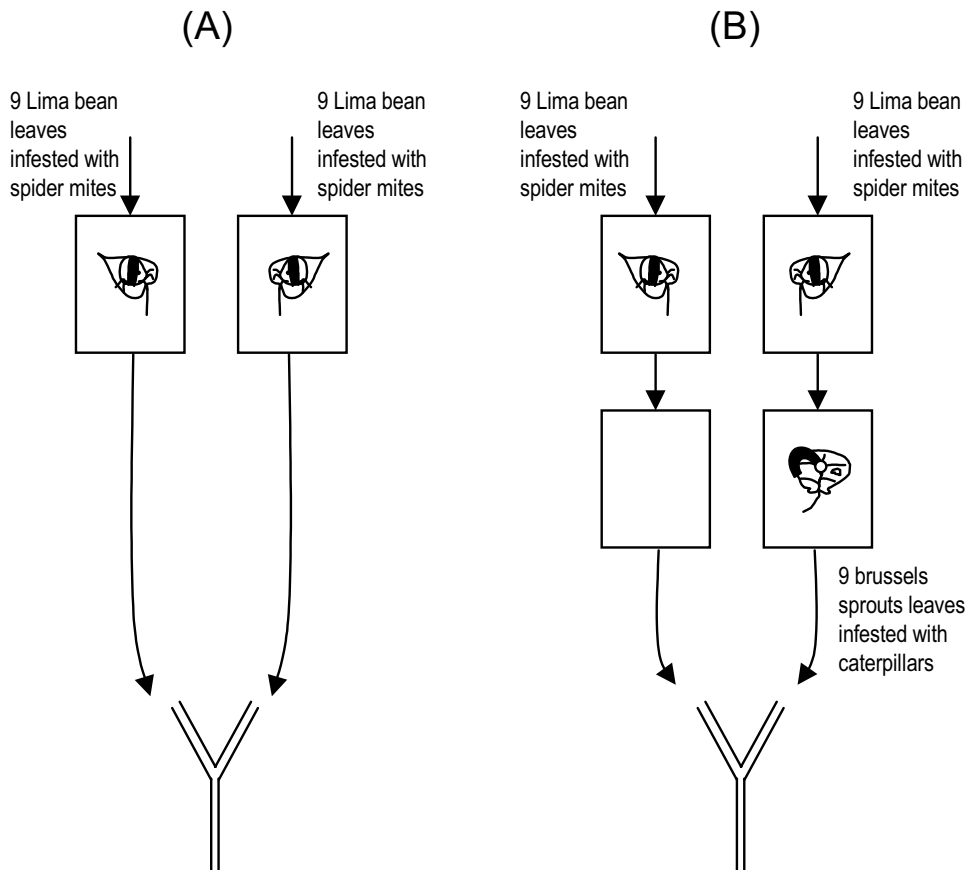 (A)
(B)
9 Lima bean
leaves
infested with
spider mites
9 Lima bean
leaves
infested with
spider mites
9 Lima bean
leaves
infested with
spider mites
9 Lima bean
leaves
infested with
spider mites
9 brussels
sprouts leaves
infested with
caterpillars